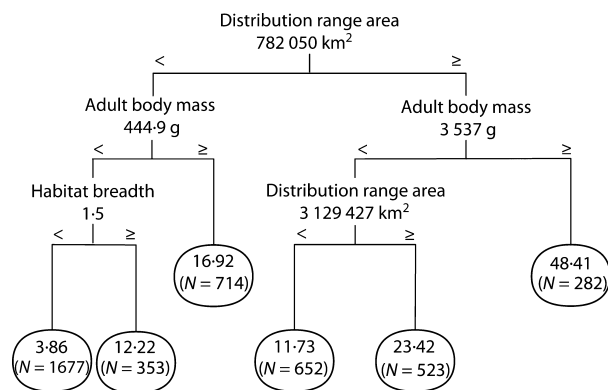 Distribution range area
782 050 km²
< ≥
Adult body mass
444·9 g
Adult body mass
3 537 g
< ≥
< ≥
Habitat breadth
1·5
Distribution range area
3 129 427 km²
< ≥
< ≥
16·92
(N = 714)
48·41
(N = 282)
3·86
(N = 1677)
12·22
(N = 353)
11·73
(N = 652)
23·42
(N = 523)